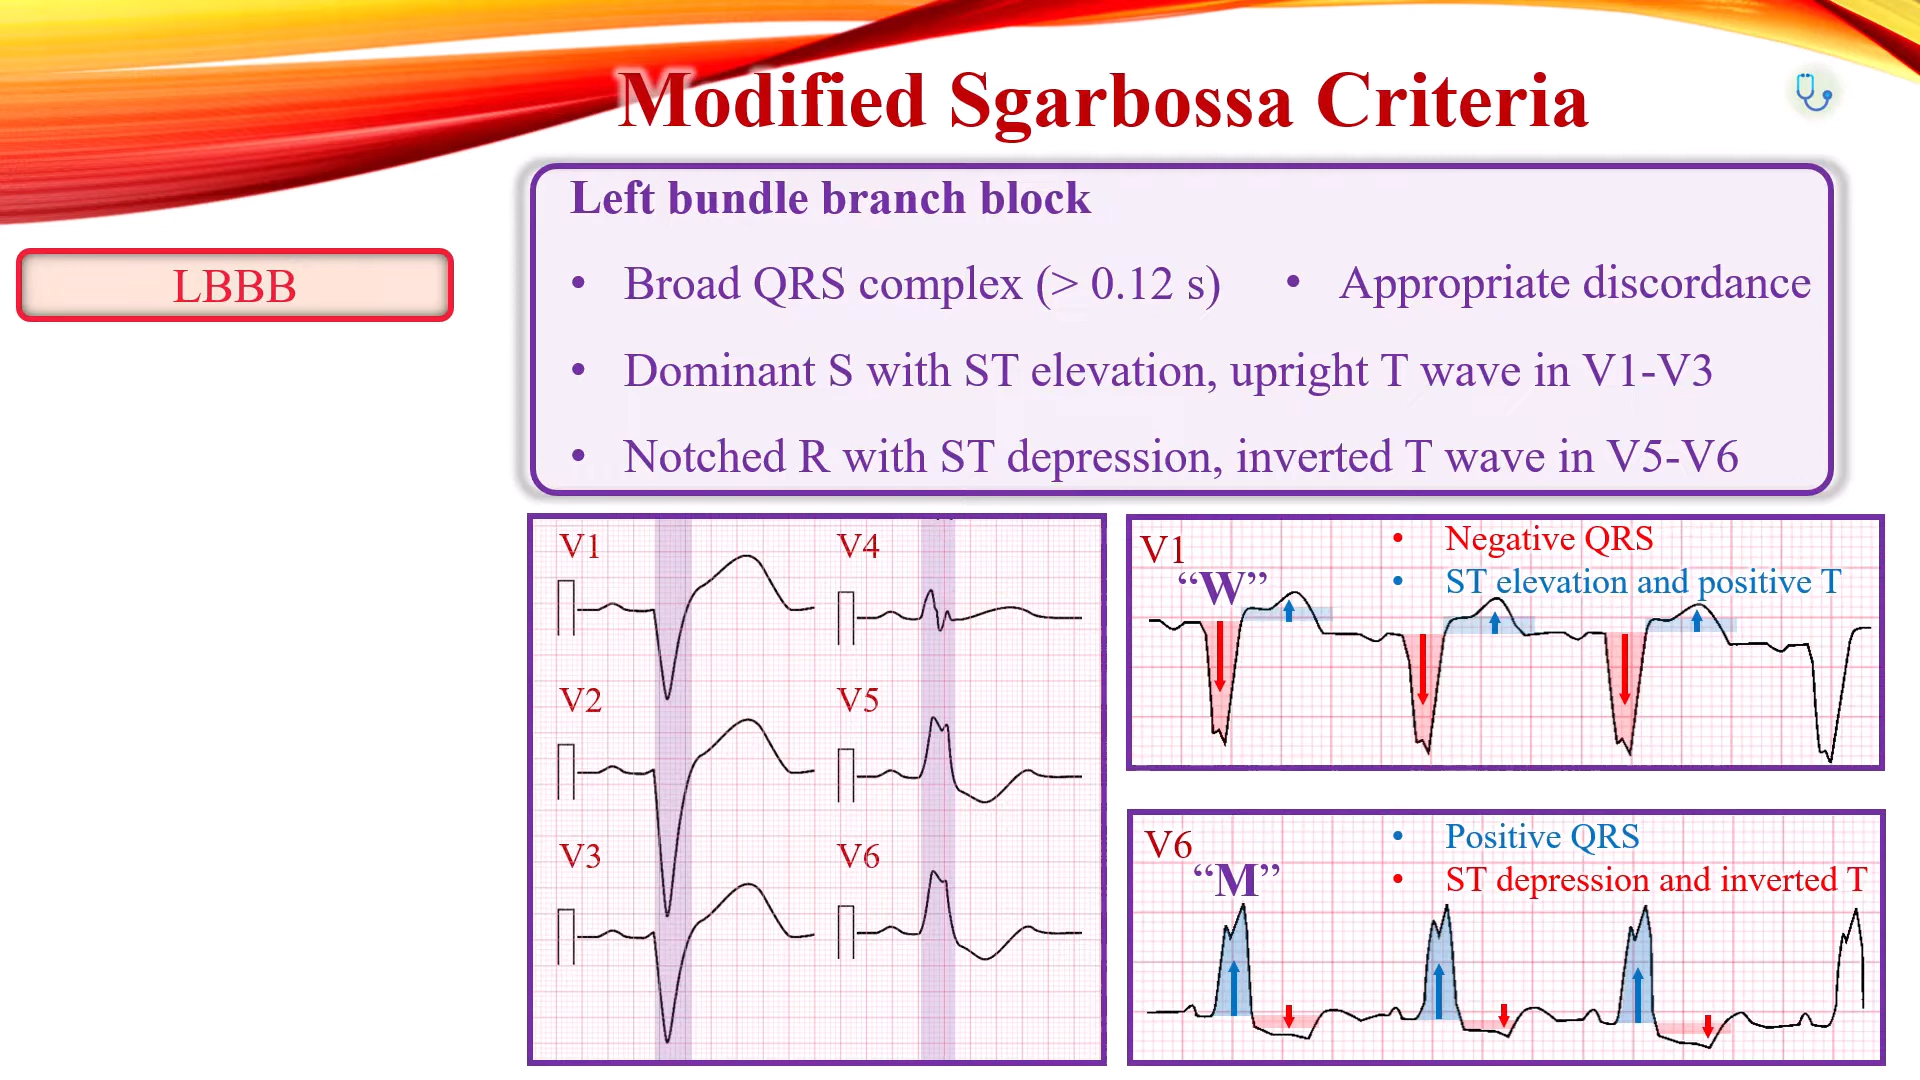 Modified Sgarbossa Criteria
LBBB
Left bundle branch block
• Broad QRS complex (> 0.12 s)
• Appropriate discordance
• Dominant S with ST elevation, upright T wave in V1-V3
• Notched R with ST depression, inverted T wave in V5-V6
V1
V4
V2
V5
V3
V6
V1
“W”
• Negative QRS
• ST elevation and positive T
V6
“M”
• Positive QRS
• ST depression and inverted T